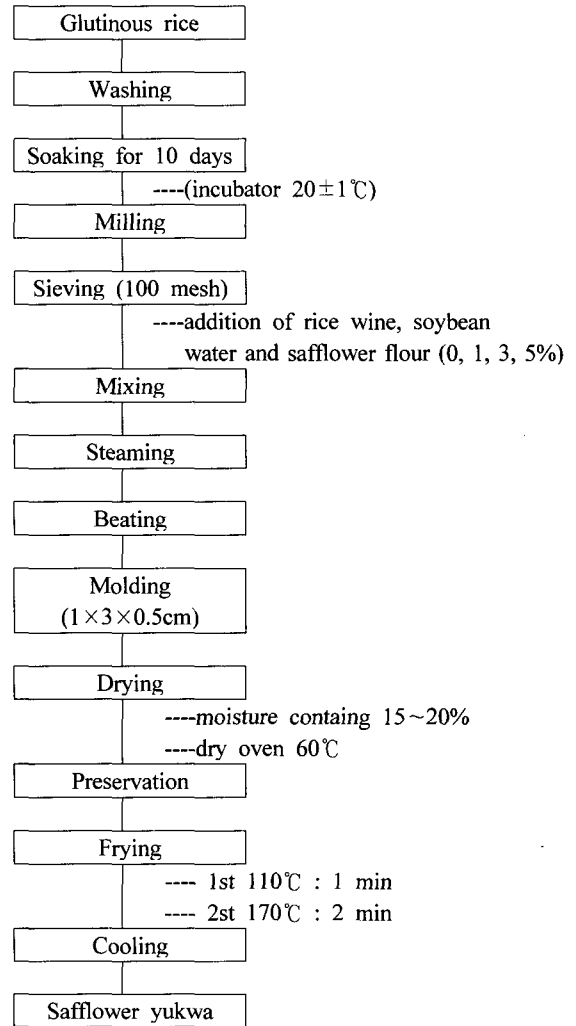 Glutinous rice
Washing
Soaking for 10 days
----(incubator 20±1℃)
Milling
Sieving (100 mesh)
----addition of rice wine, soybean
water and safflower flour (0, 1, 3, 5%)
Mixing
Steaming
Beating
Molding
(1×3×0.5cm)
Drying
----moisture containg 15~20%
----dry oven 60℃
Preservation
Frying
---- 1st 110℃ : 1 min
---- 2st 170℃ : 2 min
Cooling
Safflower yukwa